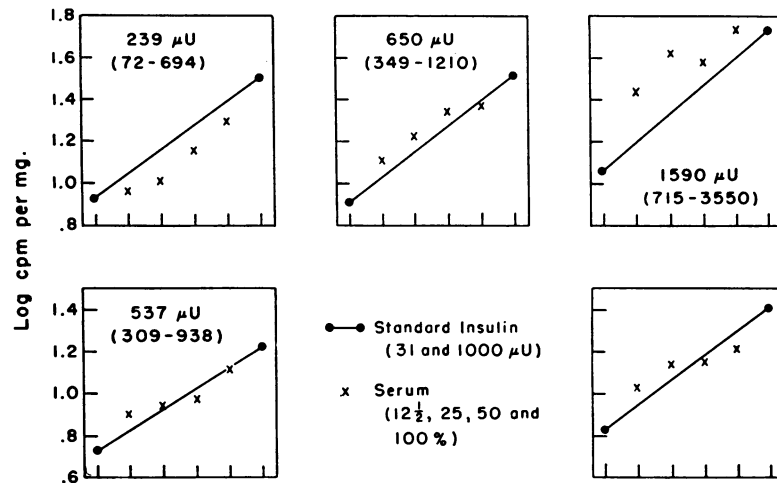 Log cpm per mg.
1.8
1.6
1.4
1.2
1.0
.8
239 μU
(72-694)
650 μU
(349-1210)
1590 μU
(715-3550)
1.4
1.2
1.0
.8
.6
537 μU
(309-938)
Standard Insulin
(31 and 1000 μU)
x Serum
(12½, 25, 50 and
100%)